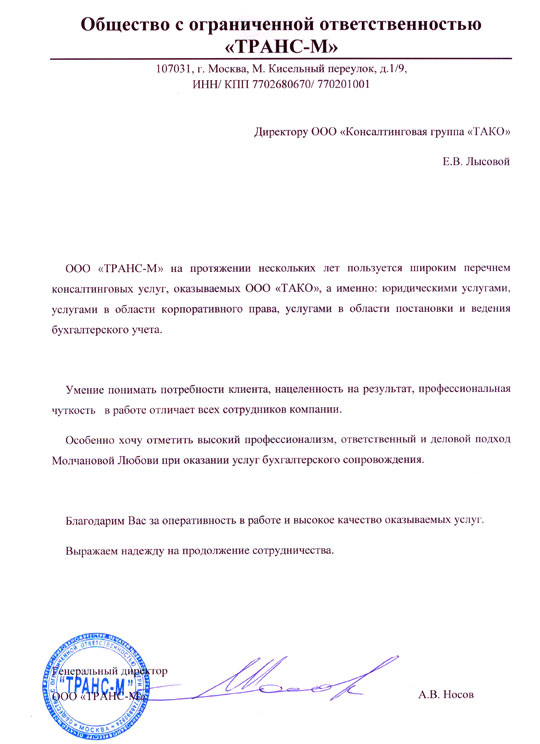 Общество с ограниченной ответственностью
«ТРАНС-М»
107031, г. Москва, М. Кисельный переулок, д.1/9,
ИНН/ КПП 7702680670/ 770201001
Директору ООО «Консалтинговая группа «ТАКО»
Е.В. Лысовой
ООО «ТРАНС-М» на протяжении нескольких лет пользуется широким перечнем
консалтинговых услуг, оказываемых ООО «ТАКО», а именно: юридическими услугами,
услугами в области корпоративного права, услугами в области постановки и ведения
бухгалтерского учета.
Умение понимать потребности клиента, нацеленность на результат, профессиональная
чуткость в работе отличает всех сотрудников компании.
Особенно хочу отметить высокий профессионализм, ответственный и деловой подход
Молчановой Любови при оказании услуг бухгалтерского сопровождения.
Благодарим Вас за оперативность в работе и высокое качество оказываемых услуг.
Выражаем надежду на продолжение сотрудничества.
Генеральный директор
ООО «ТРАНС-М»
А.В. Носов
"ТРАНС-М"
МОСКВА